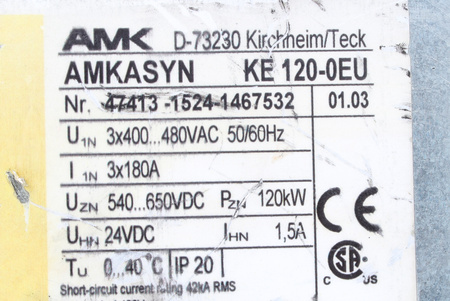 AMK D-73230 Kirchheim/Teck
AMKASYN KE 120-0EU
Nr. 47413-1524-1467532 01.03
U1N 3x400...480VAC 50/60Hz
I1N 3x180A
UZN 540...650VDC PZN 120kW
UHN 24VDC IHN 1,5A
TU 0...40°C IP 20
CE
SA
C US
Short-circuit current rating 42kA RMS